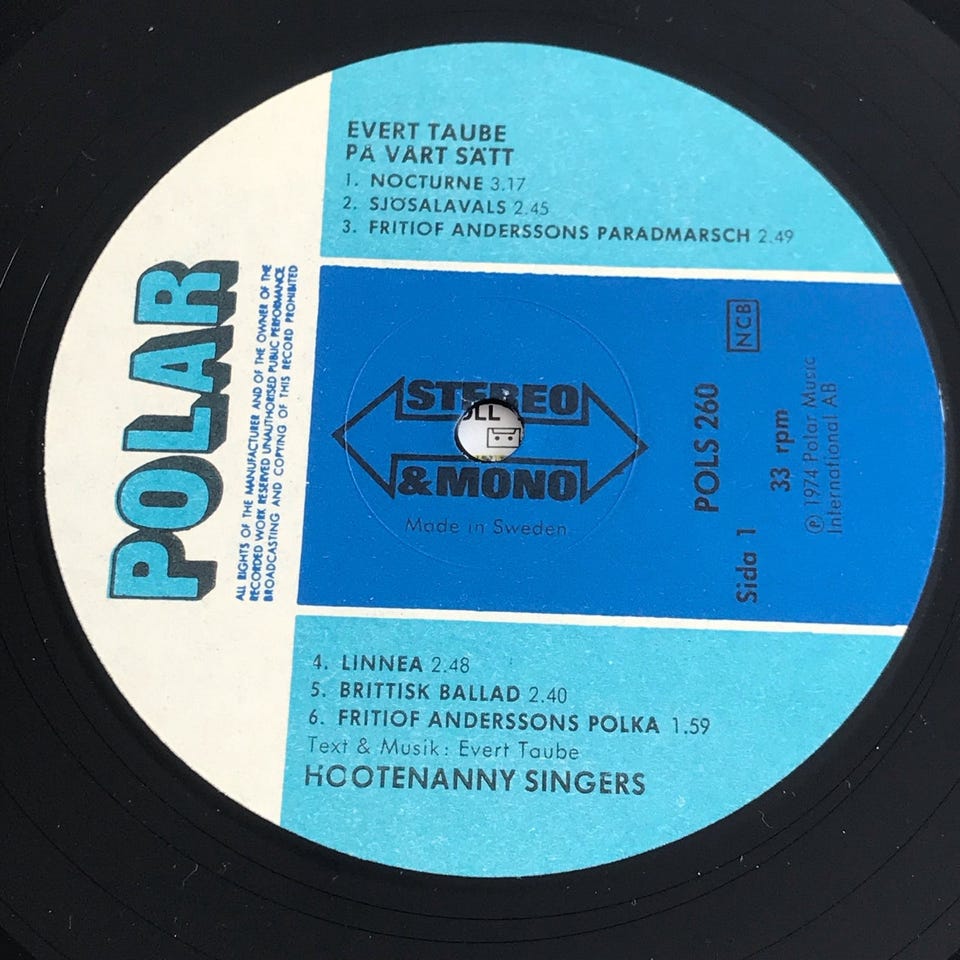 EVERT TAUBE
PÅ VÅRT SÄTT
1. NOCTURNE 3.17
2. SJÖSALAVALS 2.45
3. FRITIOF ANDERSSONS PARADMARSCH 2.49
POLAR
ALL RIGHTS OF THE MANUFACTURER AND OF THE OWNER OF THE
RECORDED WORK RESERVED UNAUTHORISED PUBLIC PERFORMANCE
BROADCASTING AND COPYING OF THIS RECORD PROHIBITED
STEREO
& MONO
Made in Sweden
NCB
POLS 260
Sida 1
33 rpm
Ⓟ 1974 Polar Music
International AB
4. LINNEA 2.48
5. BRITTISK BALLAD 2.40
6. FRITIOF ANDERSSONS POLKA 1.59
Text & Musik: Evert Taube
HOOTENANNY SINGERS